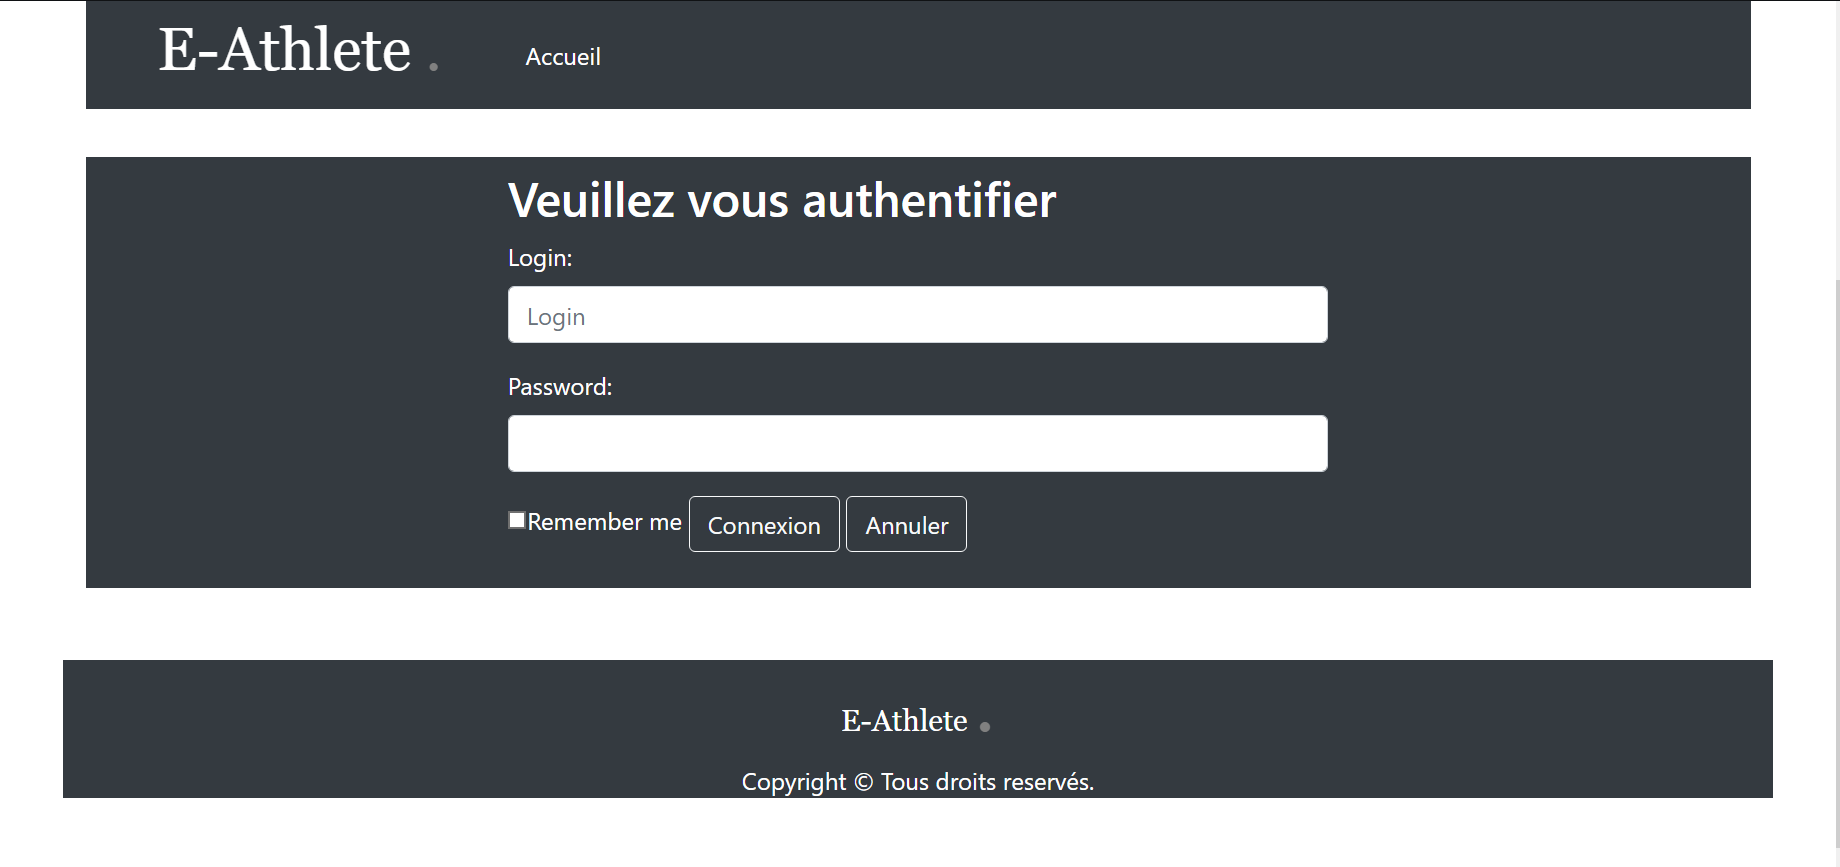 E-Athlete . Accueil
Veuillez vous authentifier
Login:
Login
Password:
Remember me Connexion Annuler
E-Athlete .
Copyright © Tous droits reservés.